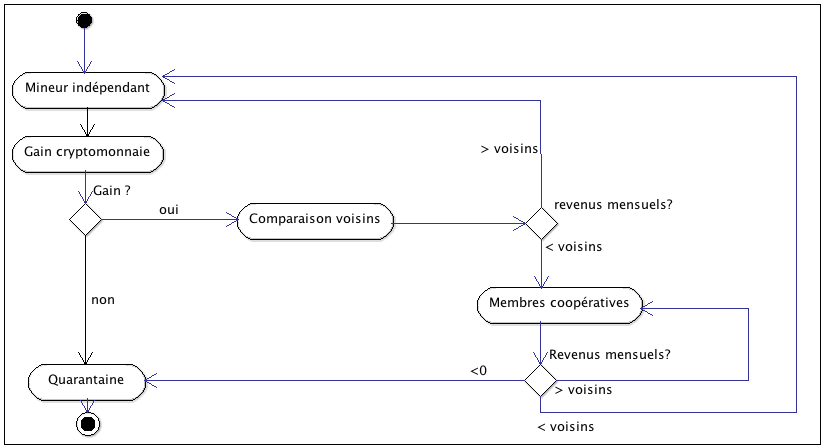 Mineur indépendant
Gain cryptomonnaie
Gain ?
oui
Comparaison voisins
> voisins
revenus mensuels?
< voisins
non
Membres coopératives
Revenus mensuels?
Quarantaine
<0
> voisins
< voisins